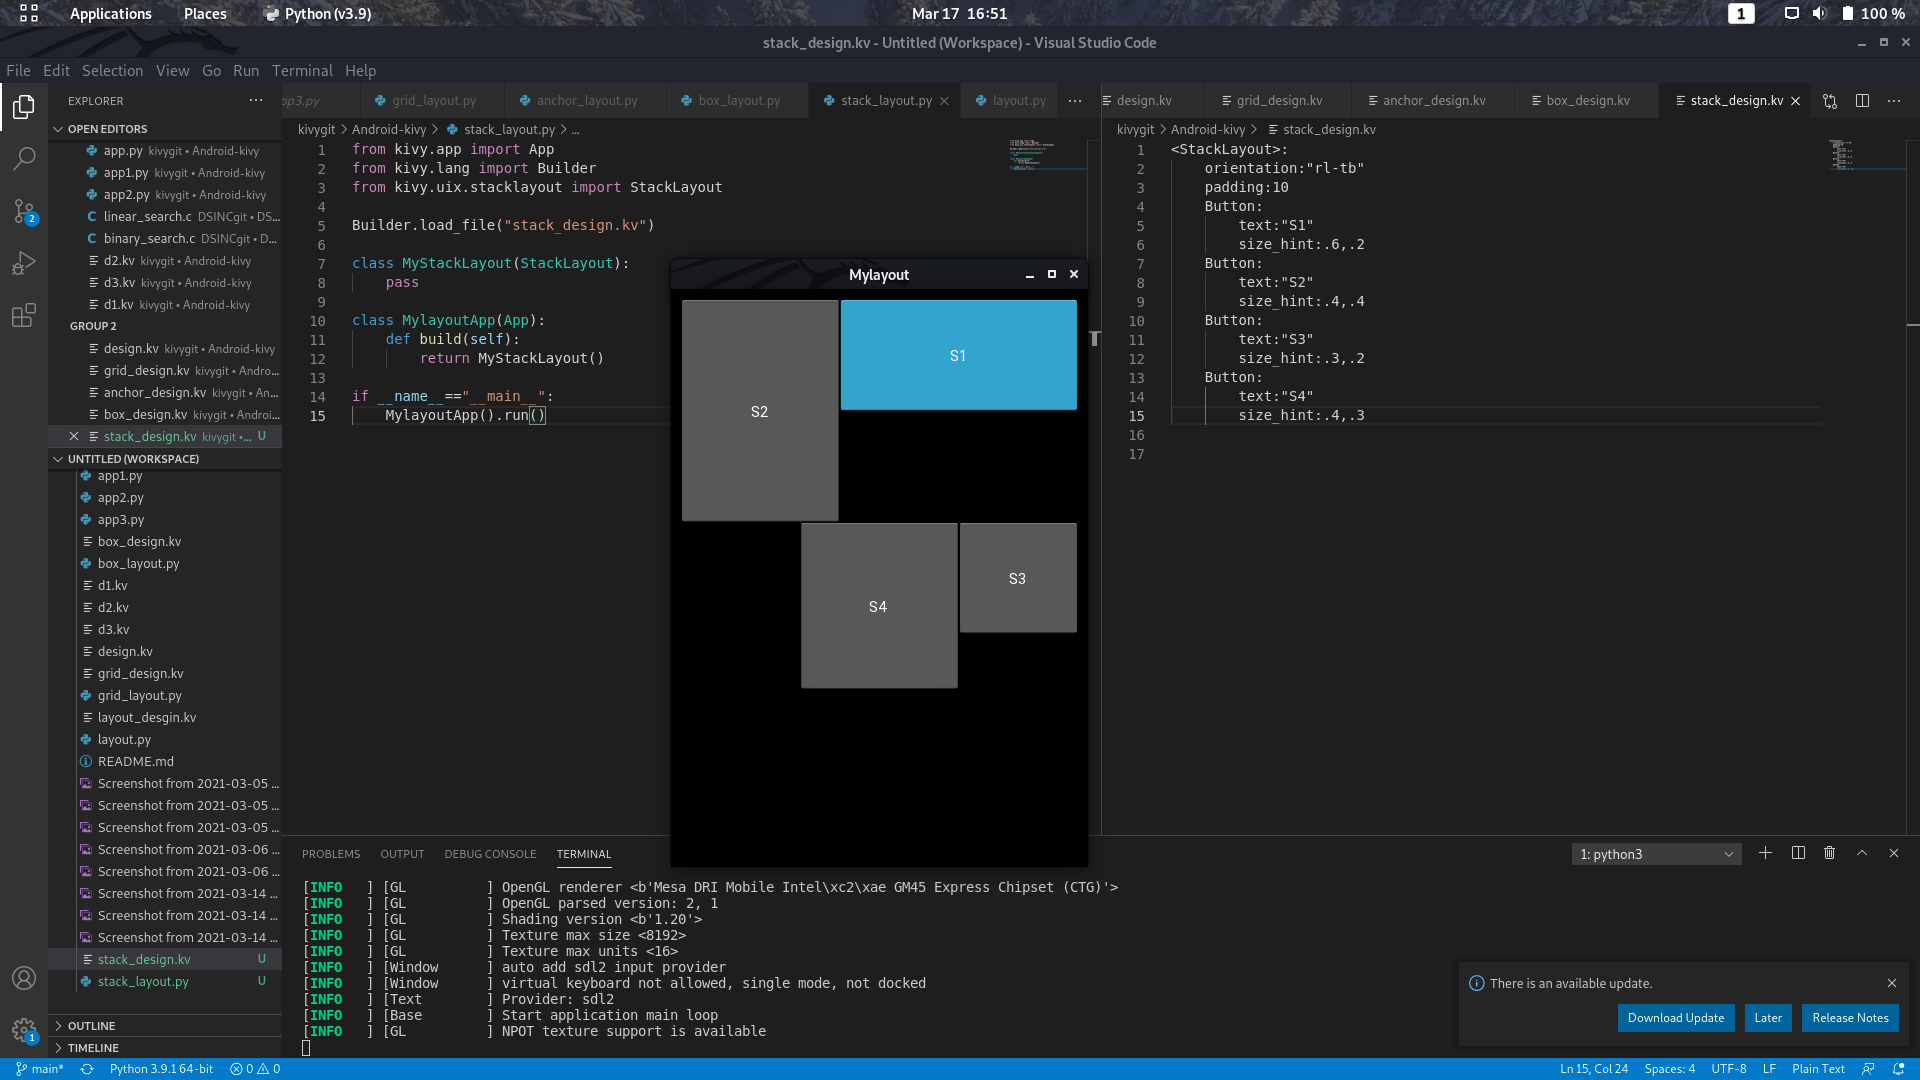 Applications Places Python (v3.9) Mar 17 16:51 1 100 %
stack_design.kv - Untitled (Workspace) - Visual Studio Code
File Edit Selection View Go Run Terminal Help
EXPLORER
OPEN EDITORS
app.py kivygit • Android-kivy
app1.py kivygit • Android-kivy
app2.py kivygit • Android-kivy
linear_search.c DSINCgit • DS...
binary_search.c DSINCgit • D...
d2.kv kivygit • Android-kivy
d3.kv kivygit • Android-kivy
d1.kv kivygit • Android-kivy
GROUP 2
design.kv kivygit • Android-kivy
grid_design.kv kivygit • Andro...
anchor_design.kv kivygit • An...
box_design.kv kivygit • Androi...
stack_design.kv kivygit •... U
UNTITLED (WORKSPACE)
app1.py
app2.py
app3.py
box_design.kv
box_layout.py
d1.kv
d2.kv
d3.kv
design.kv
grid_design.kv
grid_layout.py
layout_desgin.kv
layout.py
README.md
Screenshot from 2021-03-05 ...
Screenshot from 2021-03-05 ...
Screenshot from 2021-03-05 ...
Screenshot from 2021-03-06 ...
Screenshot from 2021-03-06 ...
Screenshot from 2021-03-14 ...
Screenshot from 2021-03-14 ...
Screenshot from 2021-03-14 ...
stack_design.kv U
stack_layout.py U
OUTLINE
TIMELINE
2
1
pp3.py grid_layout.py anchor_layout.py box_layout.py stack_layout.py layout.py
kivygit > Android-kivy > stack_layout.py > ...
1 from kivy.app import App
2 from kivy.lang import Builder
3 from kivy.uix.stacklayout import StackLayout
4
5 Builder.load_file("stack_design.kv")
6
7 class MyStackLayout(StackLayout):
8 pass
9
10 class MylayoutApp(App):
11 def build(self):
12 return MyStackLayout()
13
14 if __name__=="__main__":
15 MylayoutApp().run()
Mylayout
S1
S2
S3
S4
design.kv grid_design.kv anchor_design.kv box_design.kv stack_design.kv
kivygit > Android-kivy > stack_design.kv
1 <StackLayout>:
2 orientation:"rl-tb"
3 padding:10
4 Button:
5 text:"S1"
6 size_hint:.6,.2
7 Button:
8 text:"S2"
9 size_hint:.4,.4
10 Button:
11 text:"S3"
12 size_hint:.3,.2
13 Button:
14 text:"S4"
15 size_hint:.4,.3
16
17
PROBLEMS OUTPUT DEBUG CONSOLE TERMINAL 1: python3
[INFO ] [GL ] OpenGL renderer <b'Mesa DRI Mobile Intel\xc2\xae GM45 Express Chipset (CTG)'>
[INFO ] [GL ] OpenGL parsed version: 2, 1
[INFO ] [GL ] Shading version <b'1.20'>
[INFO ] [GL ] Texture max size <8192>
[INFO ] [GL ] Texture max units <16>
[INFO ] [Window ] auto add sdl2 input provider
[INFO ] [Window ] virtual keyboard not allowed, single mode, not docked
[INFO ] [Text ] Provider: sdl2
[INFO ] [Base ] Start application main loop
[INFO ] [GL ] NPOT texture support is available
There is an available update.
Download Update Later Release Notes
main* Python 3.9.1 64-bit 0 0 Ln 15, Col 24 Spaces: 4 UTF-8 LF Plain Text